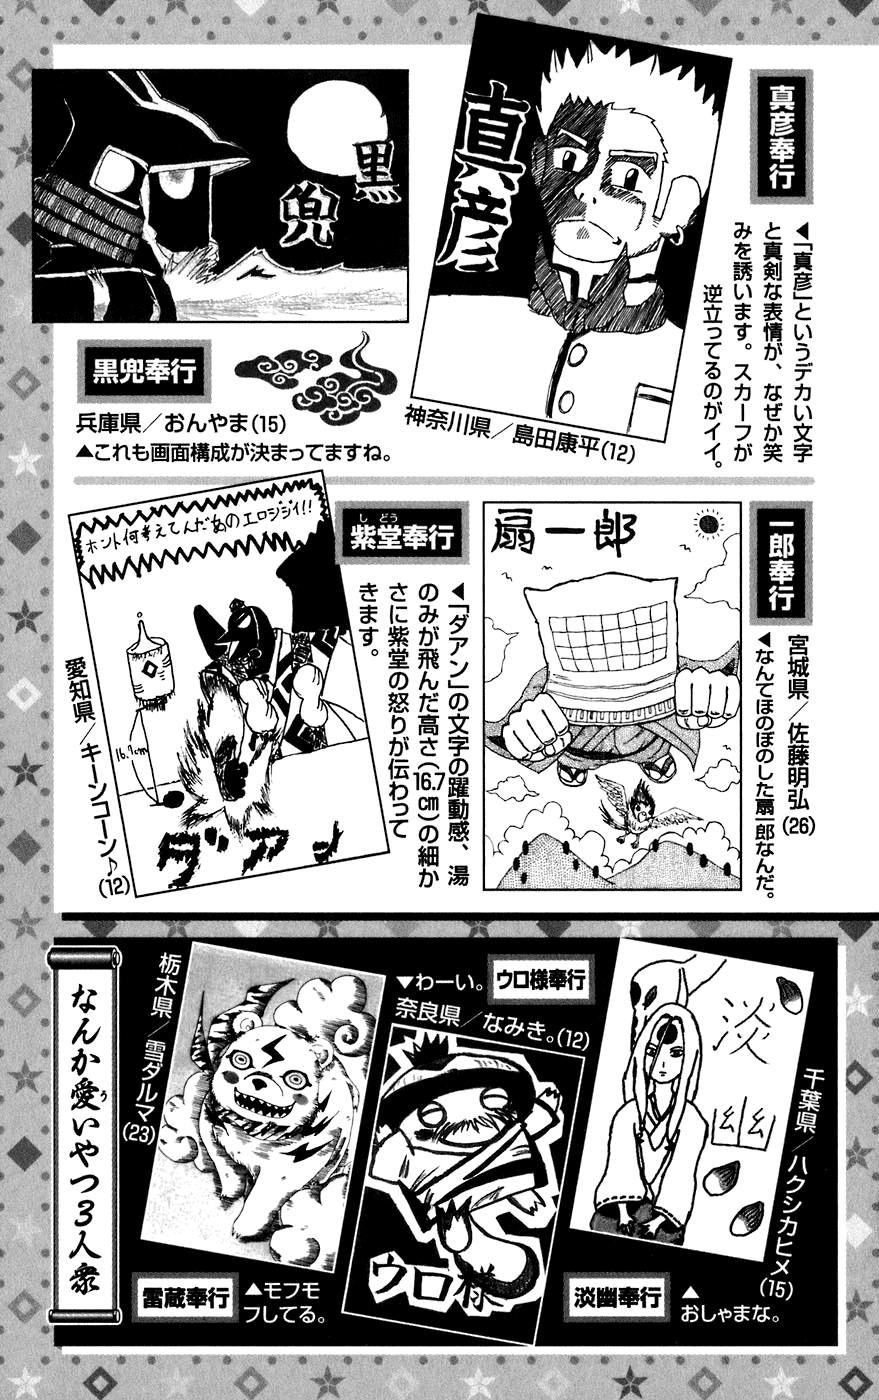 真彦奉行
◀「真彦」というデカい文字
と真剣な表情が、なぜか笑
みを誘います。スカーフが
逆立ってるのがイイ。
真彦
神奈川県／島田康平(12)
黒
兜
黒兜奉行
兵庫県／おんやま(15)
▲これも画面構成が決まってますね。
一郎奉行
宮城県／佐藤明弘(26)
◀なんてほのぼのした扇一郎なんだ。
扇一郎
紫堂奉行
しどう
◀「ダアン」の文字の躍動感、湯
のみが飛んだ高さ(16.7㎝)の細か
さに紫堂の怒りが伝わって
きます。
ホント何考えてんだあのエロジジイ!!
16.7cm
ダアン
愛知県／キーンコーン♪(12)
なんか愛いやつ3人衆
う
淡幽奉行
▲おしゃまな。
千葉県／ハクシカヒメ(15)
淡
幽
ウロ様奉行
▼わーい。
奈良県／なみき。(12)
ウロ様
栃木県／雪ダルマ(23)
雷蔵奉行
▲モフモ
フしてる。